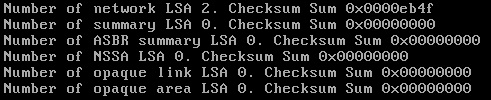 Number of network LSA 2. Checksum Sum 0x0000eb4f
Number of summary LSA 0. Checksum Sum 0x00000000
Number of ASBR summary LSA 0. Checksum Sum 0x00000000
Number of NSSA LSA 0. Checksum Sum 0x00000000
Number of opaque link LSA 0. Checksum Sum 0x00000000
Number of opaque area LSA 0. Checksum Sum 0x00000000